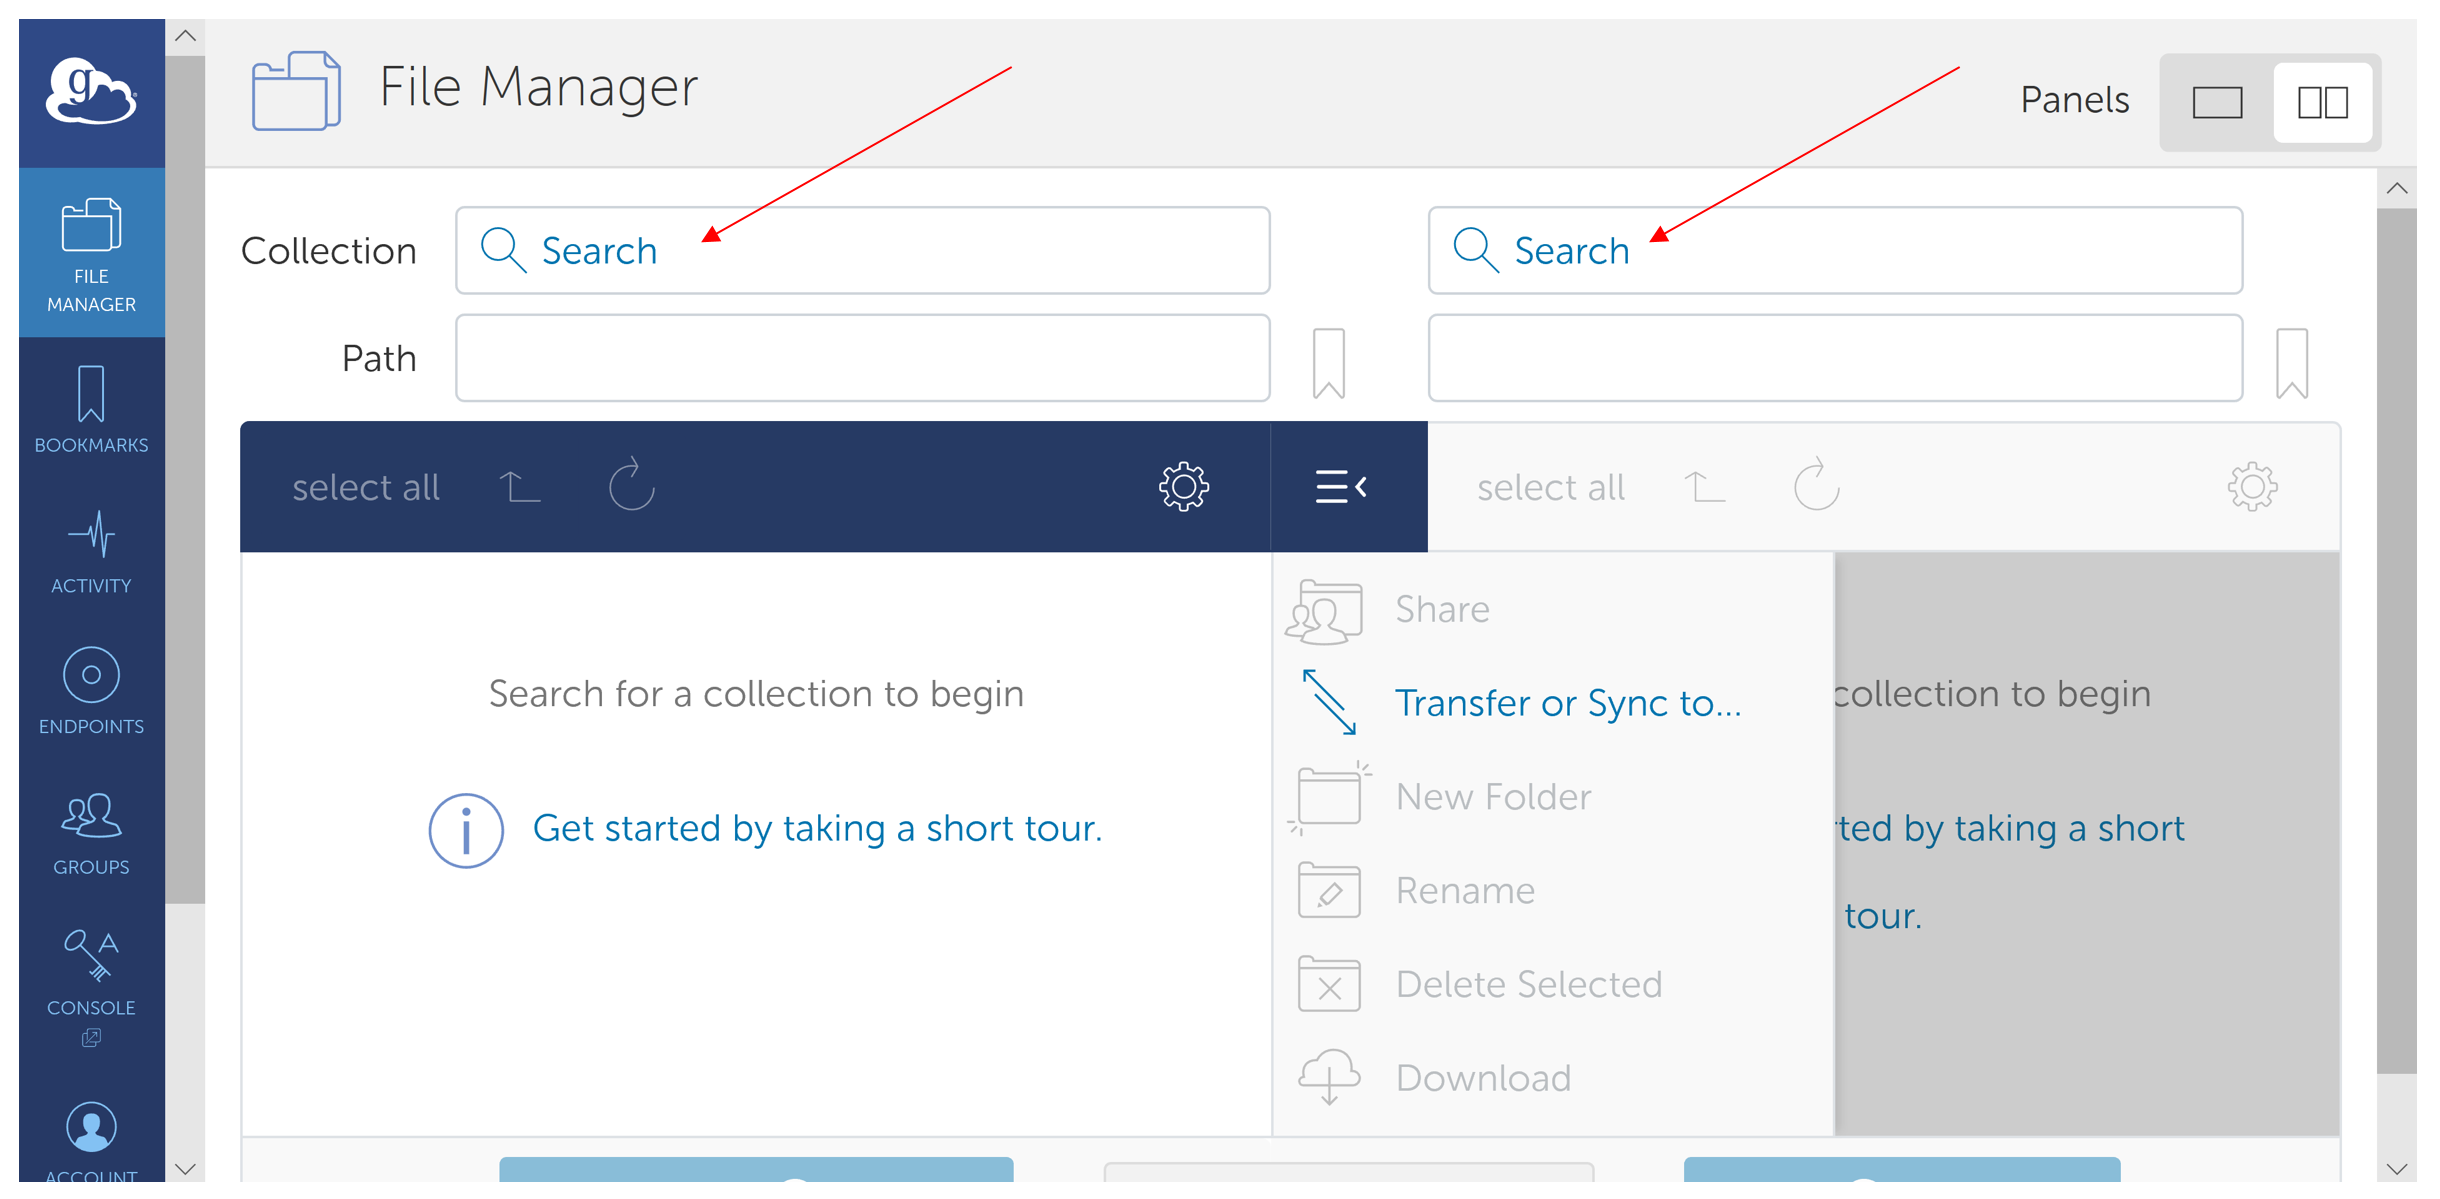 g
File Manager
Panels
FILE
MANAGER
BOOKMARKS
ACTIVITY
ENDPOINTS
GROUPS
CONSOLE
ACCOUNT
Collection
Search
Search
Path
select all
select all
Search for a collection to begin
Get started by taking a short tour.
Share
Transfer or Sync to...
New Folder
Rename
Delete Selected
Download
collection to begin
ted by taking a short
tour.